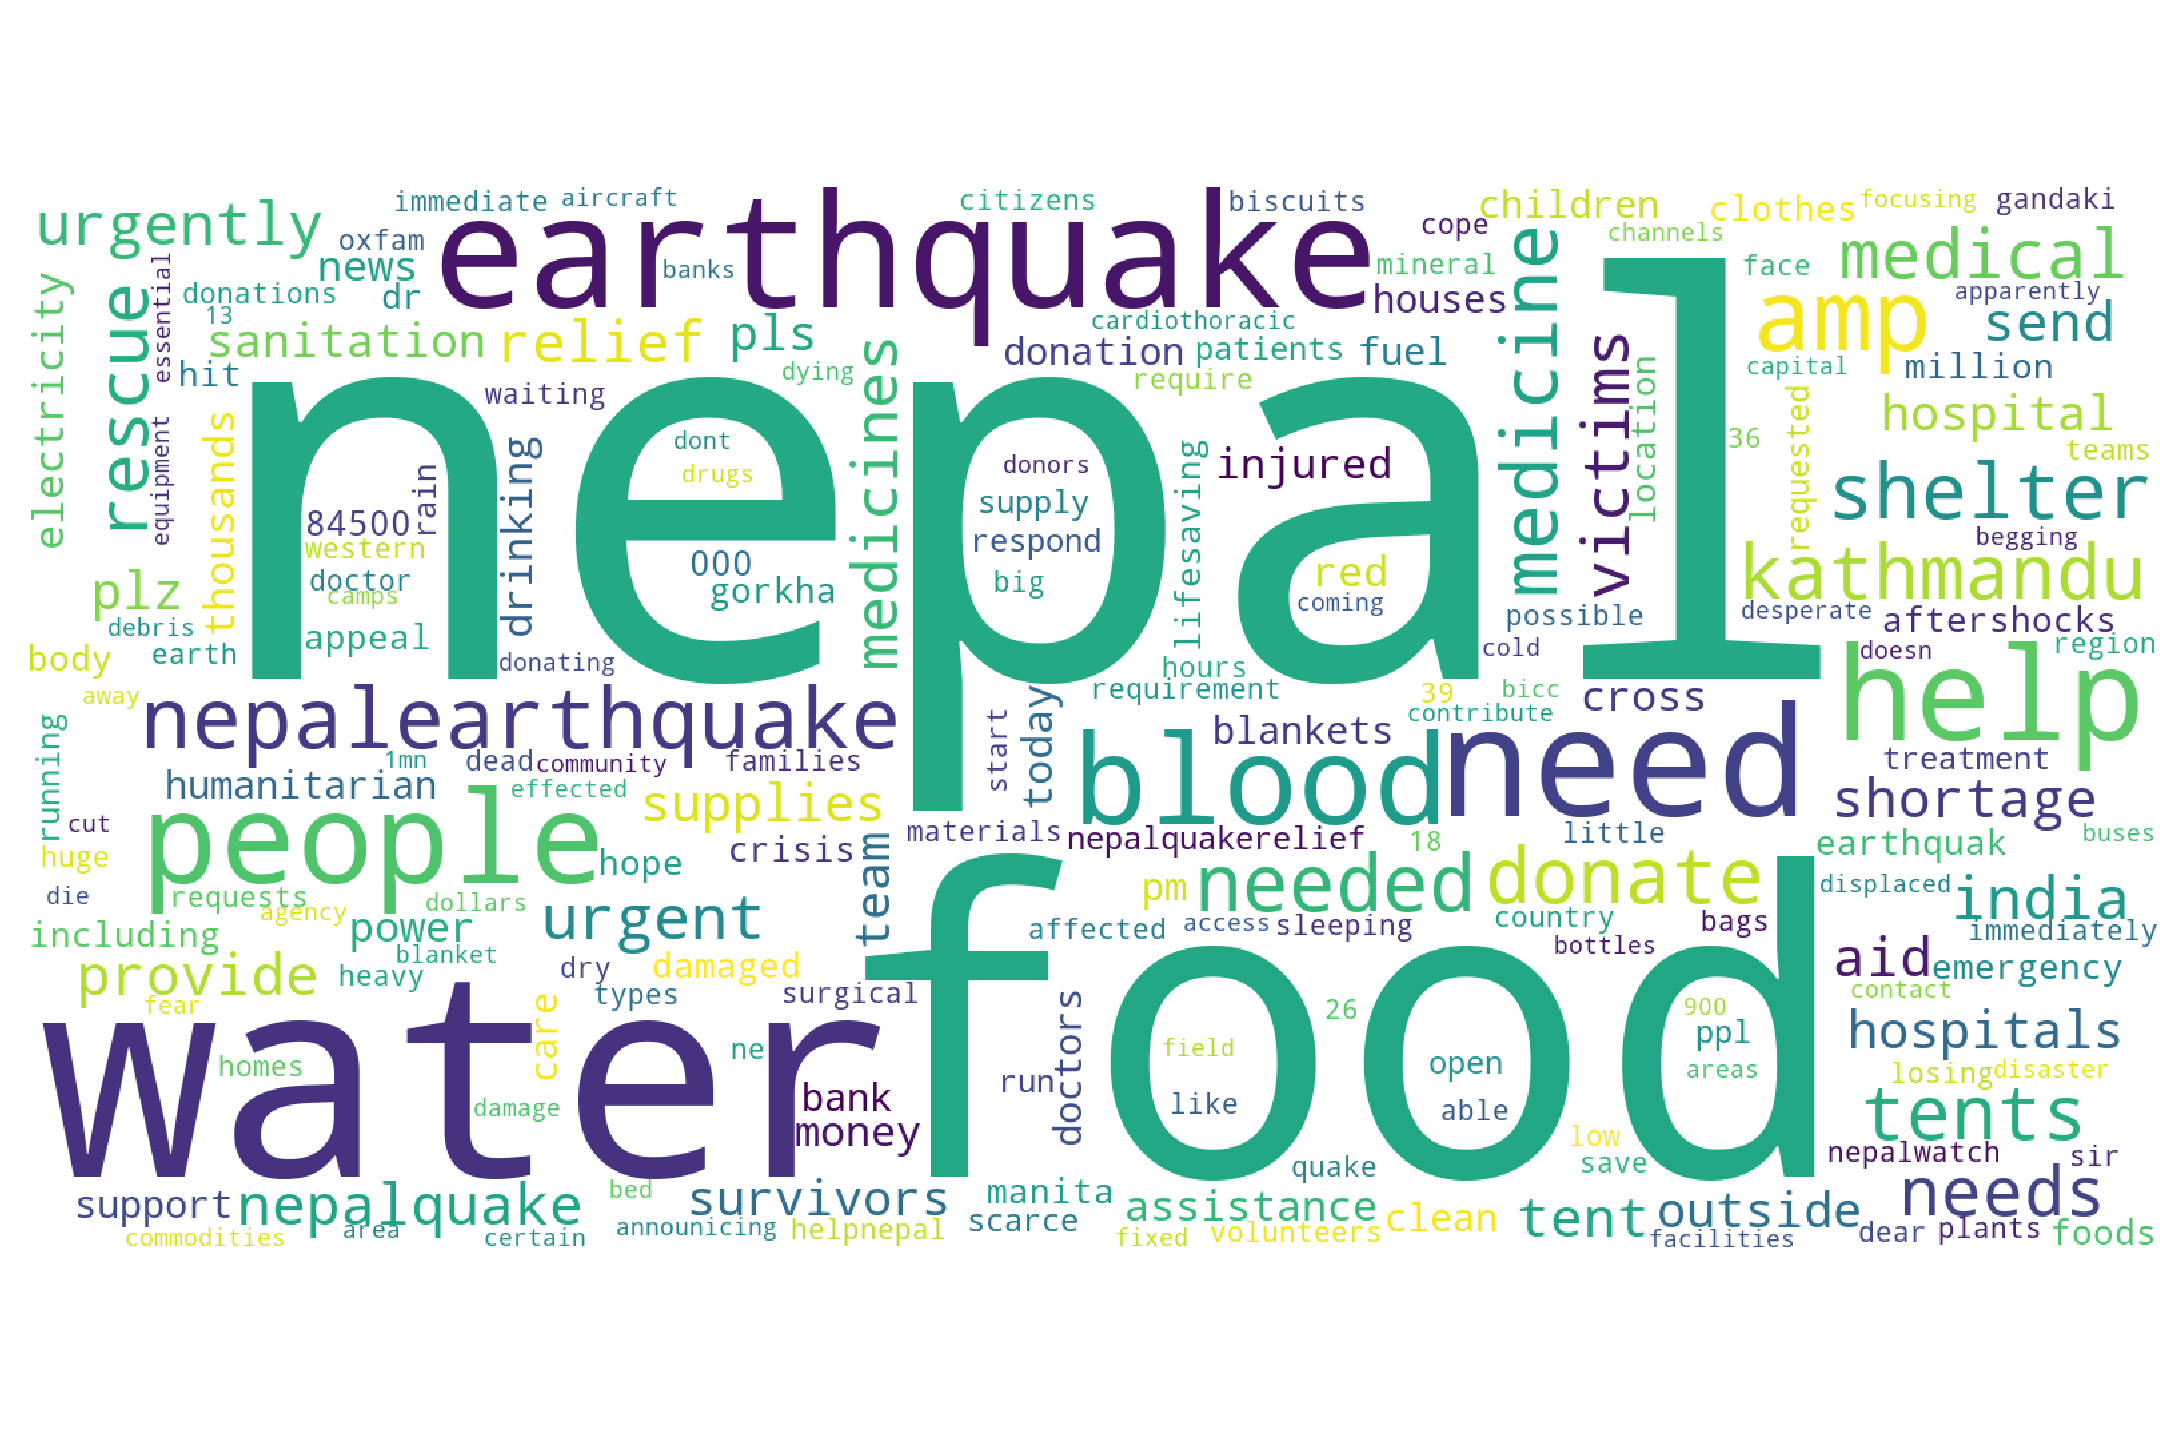 immediate
aircraft
citizens
biscuits
children
clothes
focusing
gandaki
urgently
oxfam
earthquake
cope
channels
news
banks
mineral
medicine
face
medical
electricity
rescue
essential
donations
dr
houses
amp
apparently
13
sanitation
relief
pls
cardiothoracic
send
hit
medicines
donation
patients
fuel
victims
location
capital
million
waiting
dying
require
requested
hospital
equipment
thousands
nepal
dont
36
teams
drinking
drugs
donors
lifesaving
injured
shelter
84500
rain
supply
western
000
respond
begging
plz
doctor
gorkha
big
red
kathmandu
camps
coming
possible
desperate
debris
appeal
aftershocks
body
earth
donating
hours
cold
doesn
region
away
nepalearthquake
requirement
39
bicc
cross
help
running
start
today
blankets
contribute
need
1mn
dead
community
families
blood
treatment
humanitarian
effected
supplies
shortage
cut
people
materials
nepalquakerelief
18
little
earthquak
buses
huge
hope
crisis
team
die
requests
dollars
pm
needed
donate
displaced
india
including
agency
power
urgent
affected
access
sleeping
country
bags
immediately
blanket
bottles
provide
heavy
dry
damaged
food
aid
emergency
fear
types
surgical
contact
water
care
26
900
homes
ne
doctors
field
open
ppl
hospitals
damage
bank
run
like
able
areas
losing
disaster
money
tents
low
quake
save
nepalwatch
sir
support
nepalquake
bed
survivors
manita
assistance
clean
tent
outside
needs
commodities
area
certain
announicing
helpnepal
scarce
fixed
volunteers
facilities
dear
plants
foods